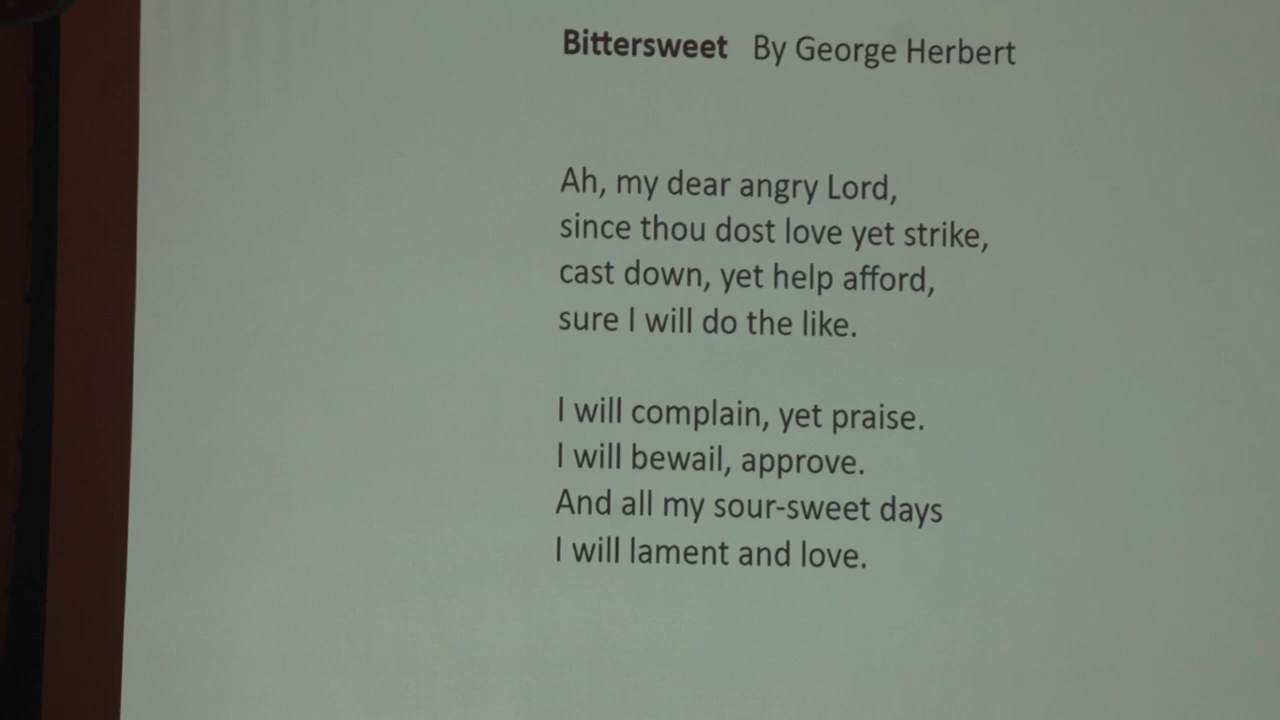 Bittersweet By George Herbert
Ah, my dear angry Lord,
since thou dost love yet strike,
cast down, yet help afford,
sure I will do the like.
I will complain, yet praise.
I will bewail, approve.
And all my sour-sweet days
I will lament and love.